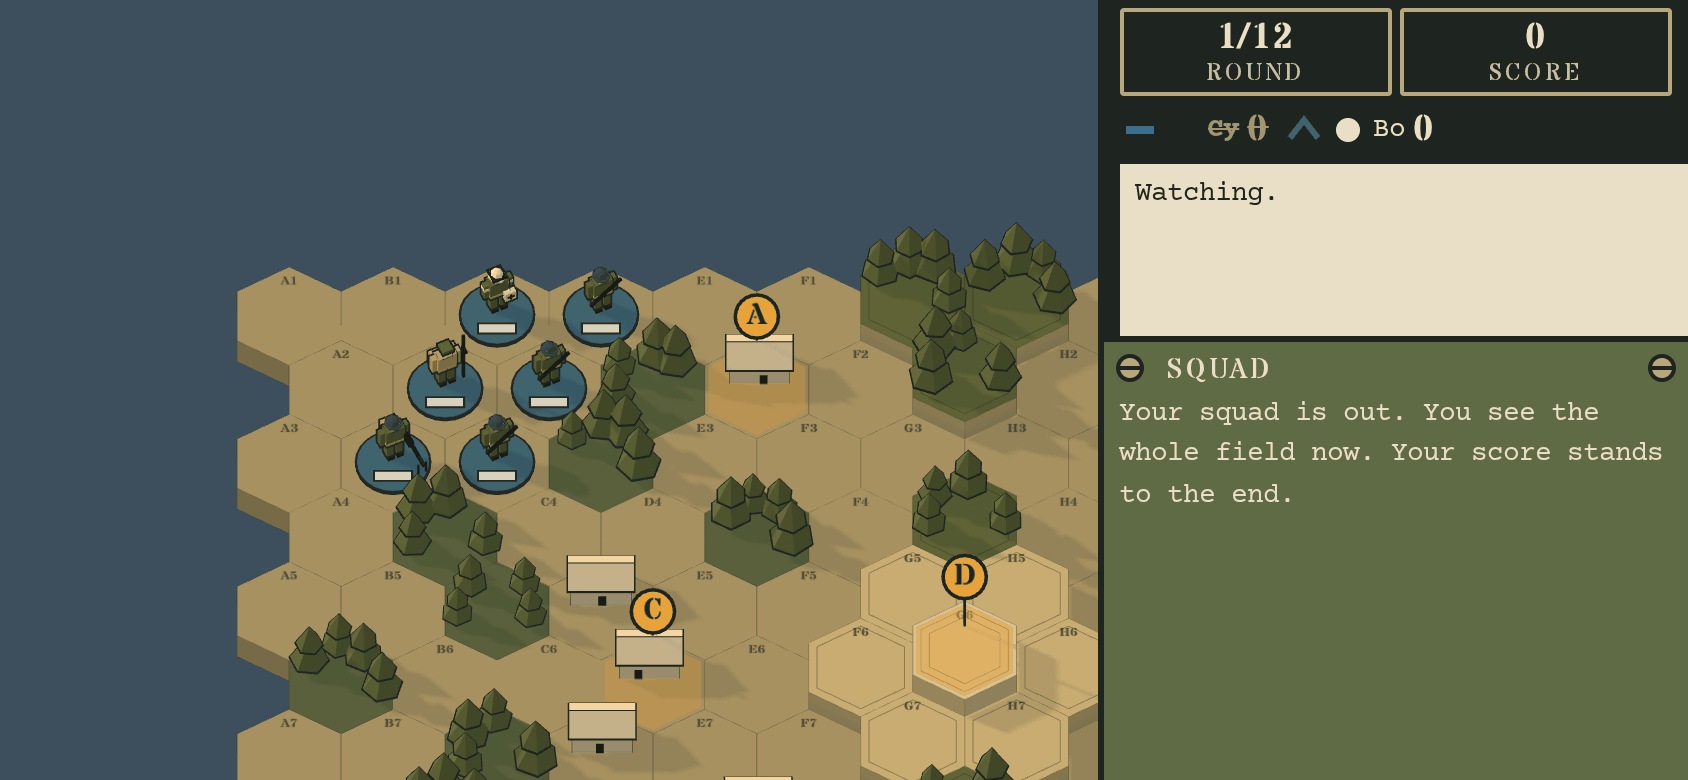 1/12
ROUND
0
SCORE
Cy 0
Bo 0
Watching.
SQUAD
Your squad is out. You see the
whole field now. Your score stands
to the end.
A1
B1
E1
F1
A
A2
F2
H2
A3
E3
F3
G3
H3
A4
C4
D4
F4
H4
A5
B5
E5
F5
G5
H5
D
C
G6
B6
C6
E6
F6
H6
A7
B7
E7
F7
G7
H7